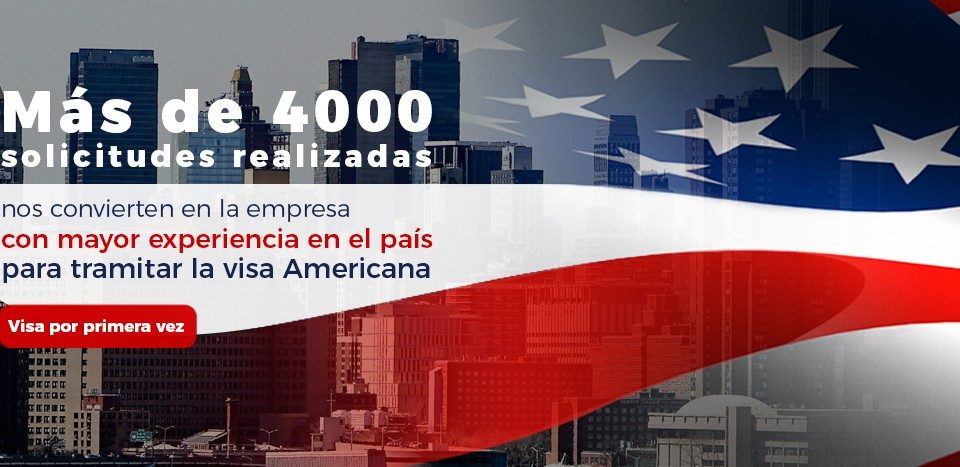 Más de 4000
solicitudes realizadas
nos convierten en la empresa
con mayor experiencia en el país
para tramitar la visa Americana
Visa por primera vez